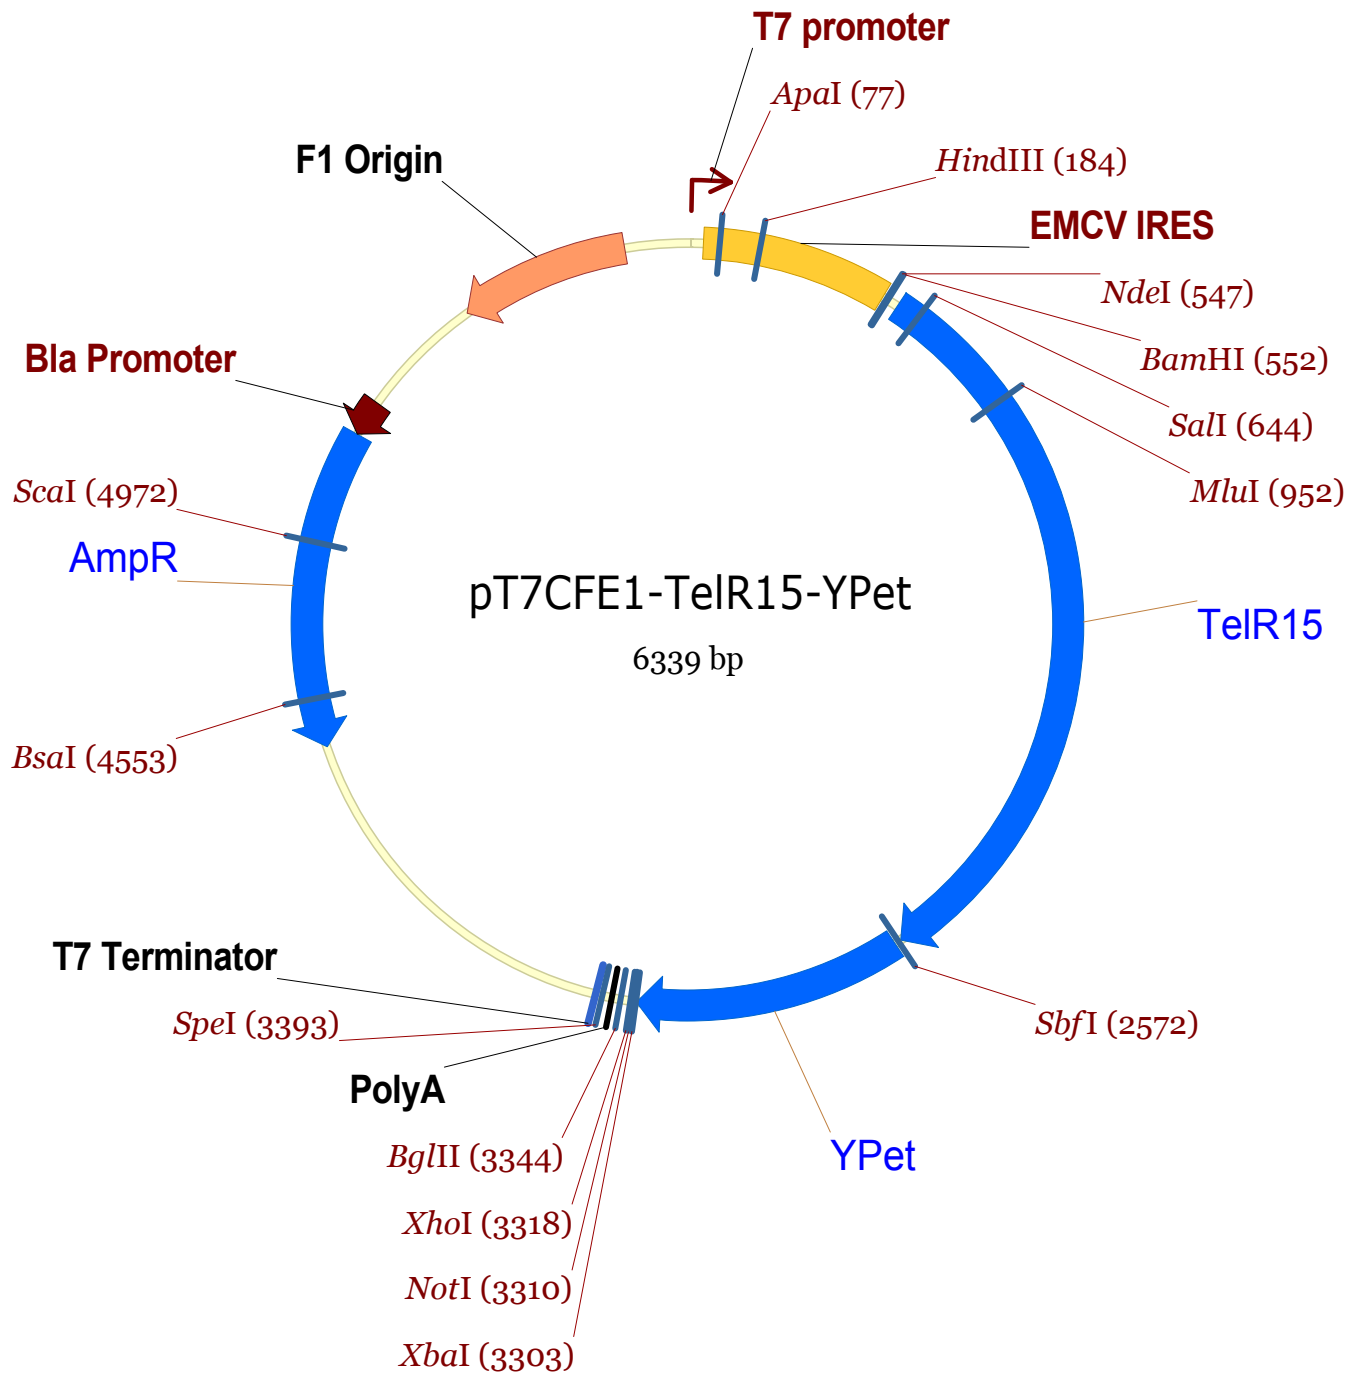 T7 promoter
ApaI (77)
F1 Origin
HindIII (184)
EMCV IRES
NdeI (547)
Bla Promoter
BamHI (552)
SalI (644)
ScaI (4972)
MluI (952)
AmpR
pT7CFE1-TelR15-YPet
TelR15
6339 bp
BsaI (4553)
T7 Terminator
SpeI (3393)
SbfI (2572)
PolyA
BglII (3344)
YPet
XhoI (3318)
NotI (3310)
XbaI (3303)